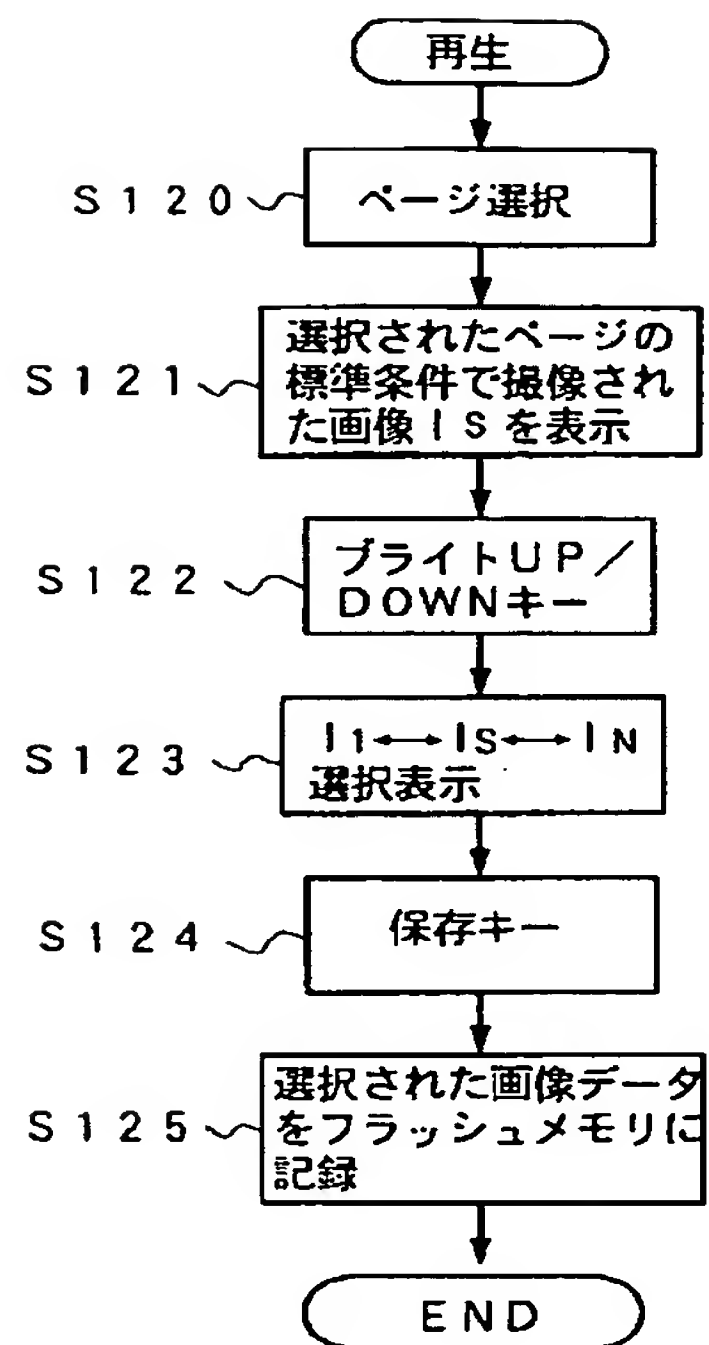 再生
S120
ページ選択
S121
選択されたページの
標準条件で撮像され
た画像ISを表示
S122
ブライトUP/
DOWNキー
S123
I1↔IS↔IN
選択表示
S124
保存キー
S125
選択された画像データ
をフラッシュメモリに
記録
END